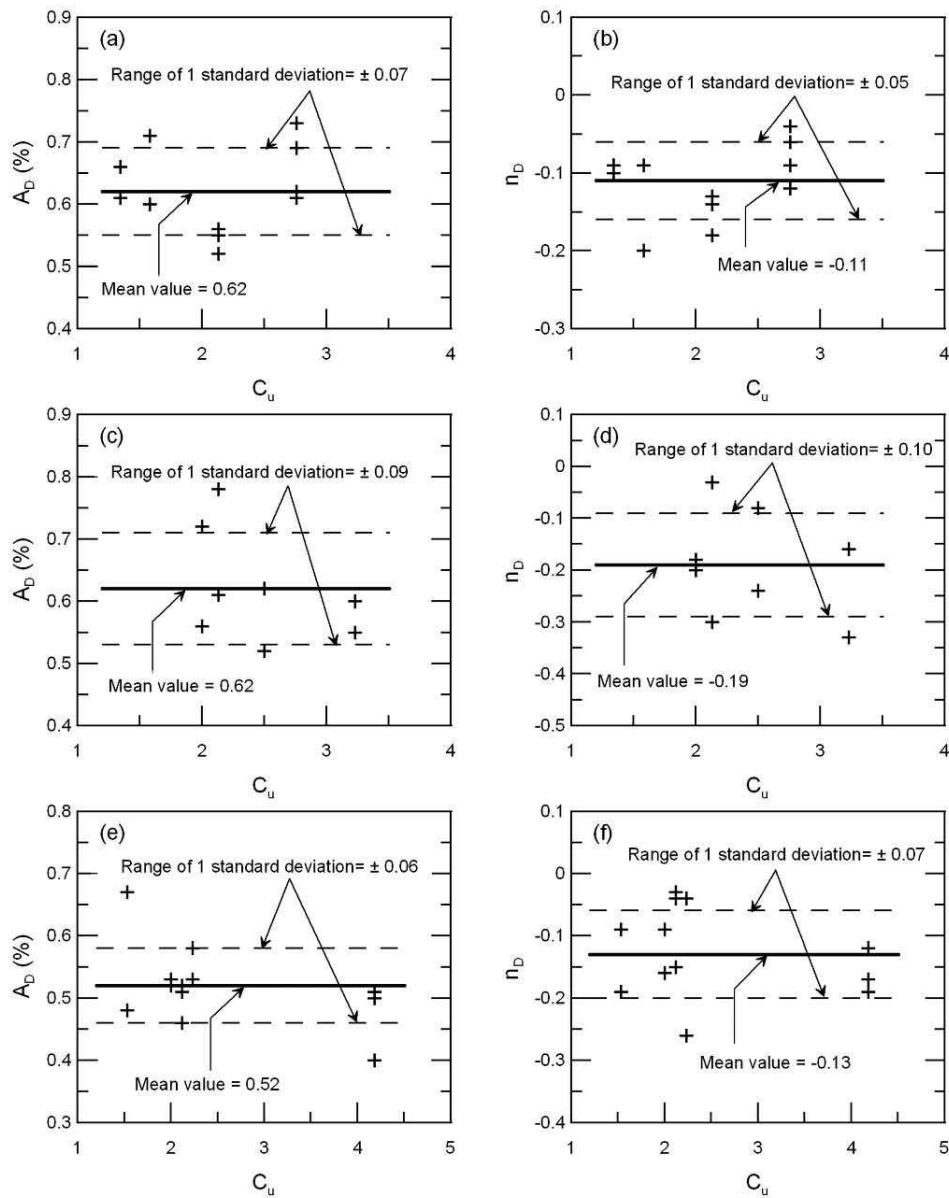 (a)
Range of 1 standard deviation= ± 0.07
Mean value = 0.62
0.9
0.8
0.7
0.6
0.5
0.4
A_D (%)
1 2 3 4
C_u
(b)
Range of 1 standard deviation= ± 0.05
Mean value = -0.11
0.1
0
-0.1
-0.2
-0.3
n_D
1 2 3 4
C_u
(c)
Range of 1 standard deviation= ± 0.09
Mean value = 0.62
0.9
0.8
0.7
0.6
0.5
0.4
A_D (%)
1 2 3 4
C_u
(d)
Range of 1 standard deviation= ± 0.10
Mean value = -0.19
0.1
0
-0.1
-0.2
-0.3
-0.4
-0.5
n_D
1 2 3 4
C_u
(e)
Range of 1 standard deviation= ± 0.06
Mean value = 0.52
0.8
0.7
0.6
0.5
0.4
0.3
A_D (%)
1 2 3 4 5
C_u
(f)
Range of 1 standard deviation= ± 0.07
Mean value = -0.13
0.1
0
-0.1
-0.2
-0.3
-0.4
n_D
1 2 3 4 5
C_u